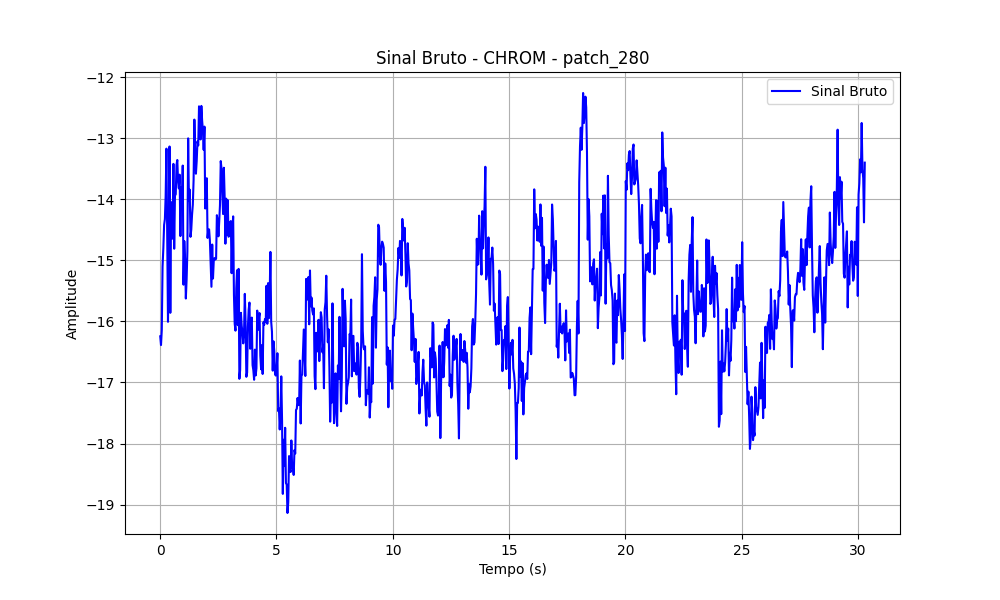 Sinal Bruto - CHROM - patch_280
Sinal Bruto
Amplitude
−12
−13
−14
−15
−16
−17
−18
−19
0 5 10 15 20 25 30
Tempo (s)